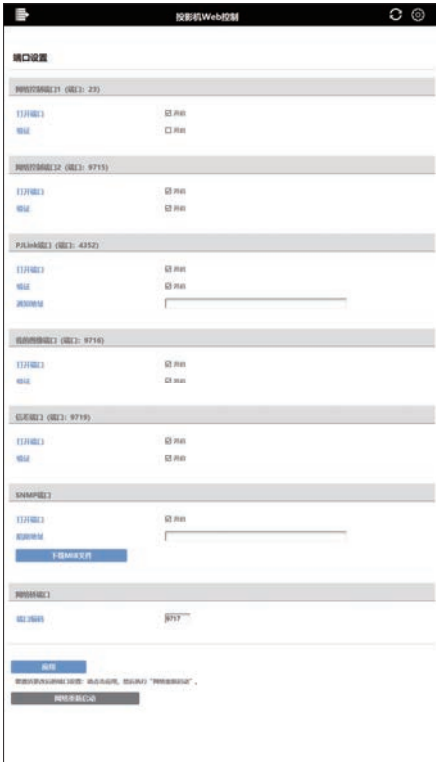 投影机Web控制
端口设置
网络控制端口1 (端口: 23)
打开端口 开启
验证 开启
网络控制端口2 (端口: 9715)
打开端口 开启
验证 开启
PJLink端口 (端口: 4352)
打开端口 开启
验证 开启
通知地址
我的图像端口 (端口: 9716)
打开端口 开启
验证 开启
信差端口 (端口: 9719)
打开端口 开启
验证 开启
SNMP端口
打开端口 开启
陷阱地址
下载MIB文件
网络桥端口
端口编码 9717
应用
网络重新启动